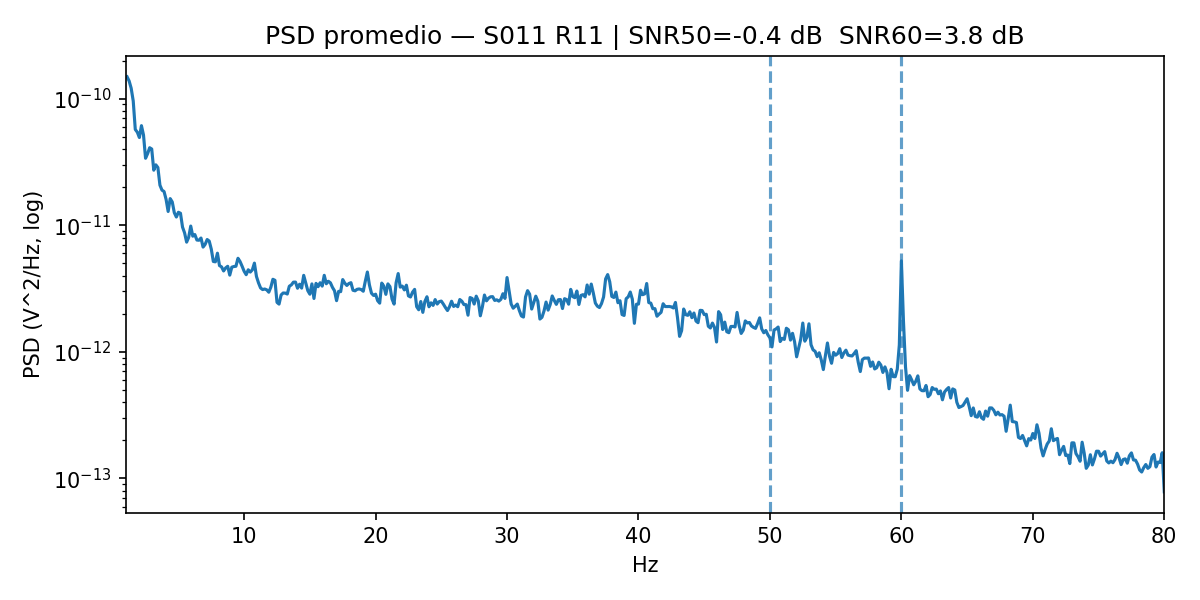 PSD promedio — S011 R11 | SNR50=-0.4 dB  SNR60=3.8 dB
PSD (V^2/Hz, log)
10⁻¹⁰
10⁻¹¹
10⁻¹²
10⁻¹³
10 20 30 40 50 60 70 80
Hz